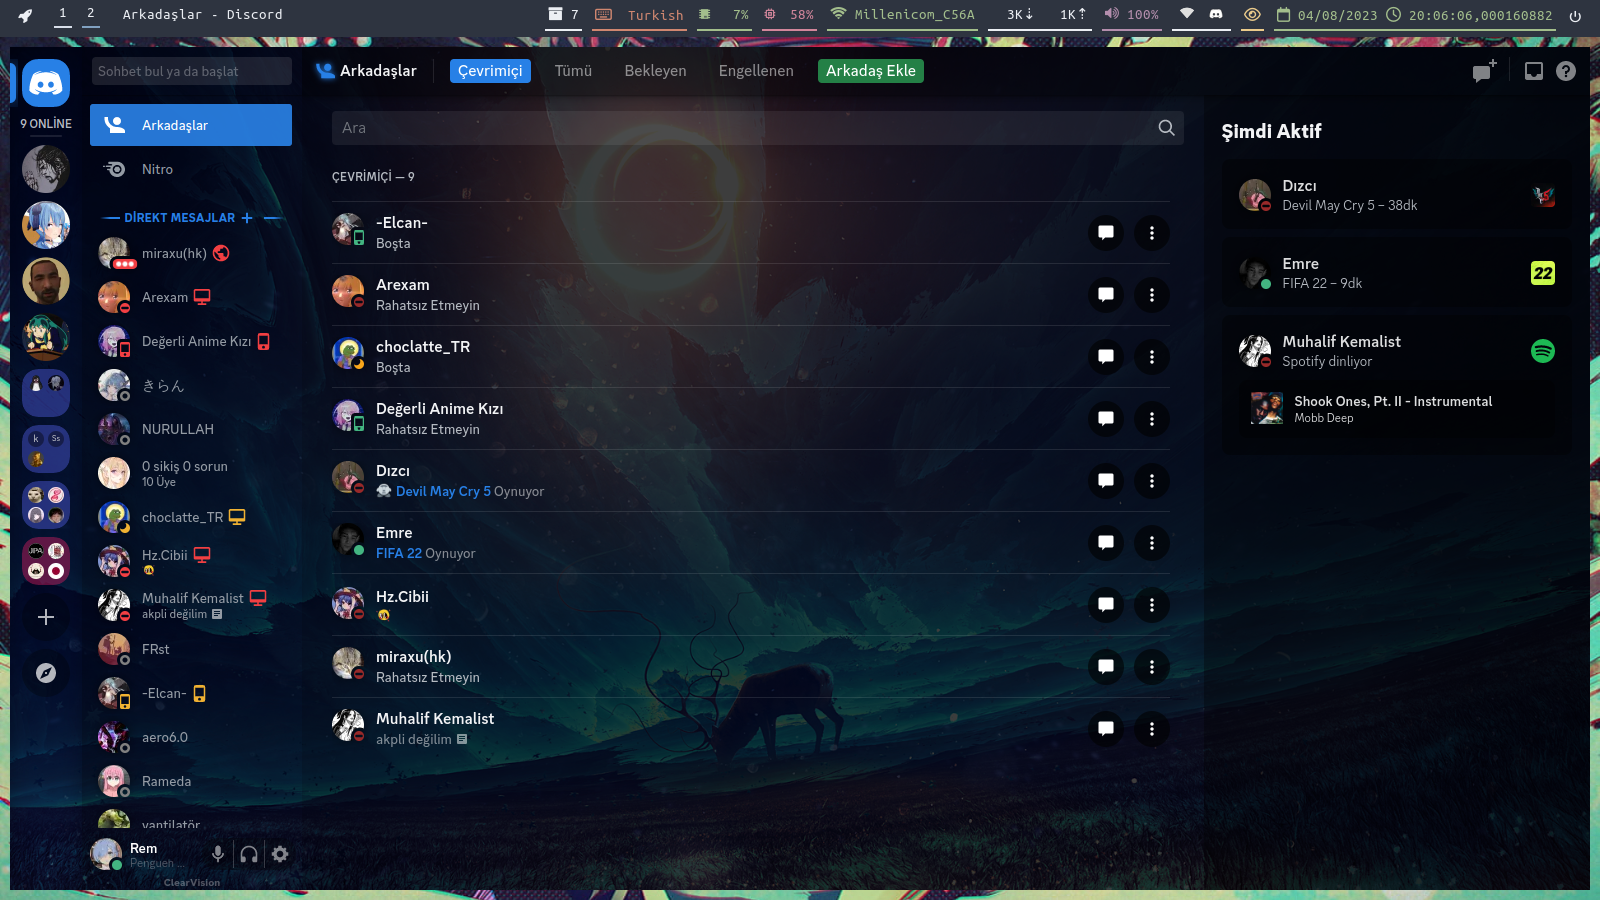 1 2 Arkadaşlar - Discord 7 Turkish 7% 58% Millenicom_C56A 3K↓ 1K↑ 100% 04/08/2023 20:06:06,000160882
Sohbet bul ya da başlat
Arkadaşlar Çevrimiçi Tümü Bekleyen Engellenen Arkadaş Ekle
9 ONLİNE
Arkadaşlar
Nitro
DİREKT MESAJLAR
miraxu(hk)
Arexam
Değerli Anime Kızı
きらん
NURULLAH
0 sikiş 0 sorun
10 Üye
choclatte_TR
Hz.Cibii
Muhalif Kemalist
akpli değilim
FRst
-Elcan-
aero6.0
Rameda
vantilatör
k Ss
JPA
Rem
Pengueh ...
ClearVision
Ara
ÇEVRİMİÇİ — 9
-Elcan-
Boşta
Arexam
Rahatsız Etmeyin
choclatte_TR
Boşta
Değerli Anime Kızı
Rahatsız Etmeyin
Dızcı
Devil May Cry 5 Oynuyor
Emre
FIFA 22 Oynuyor
Hz.Cibii
miraxu(hk)
Rahatsız Etmeyin
Muhalif Kemalist
akpli değilim
Şimdi Aktif
Dızcı
Devil May Cry 5 – 38dk
Emre
FIFA 22 – 9dk
22
Muhalif Kemalist
Spotify dinliyor
Shook Ones, Pt. II - Instrumental
Mobb Deep